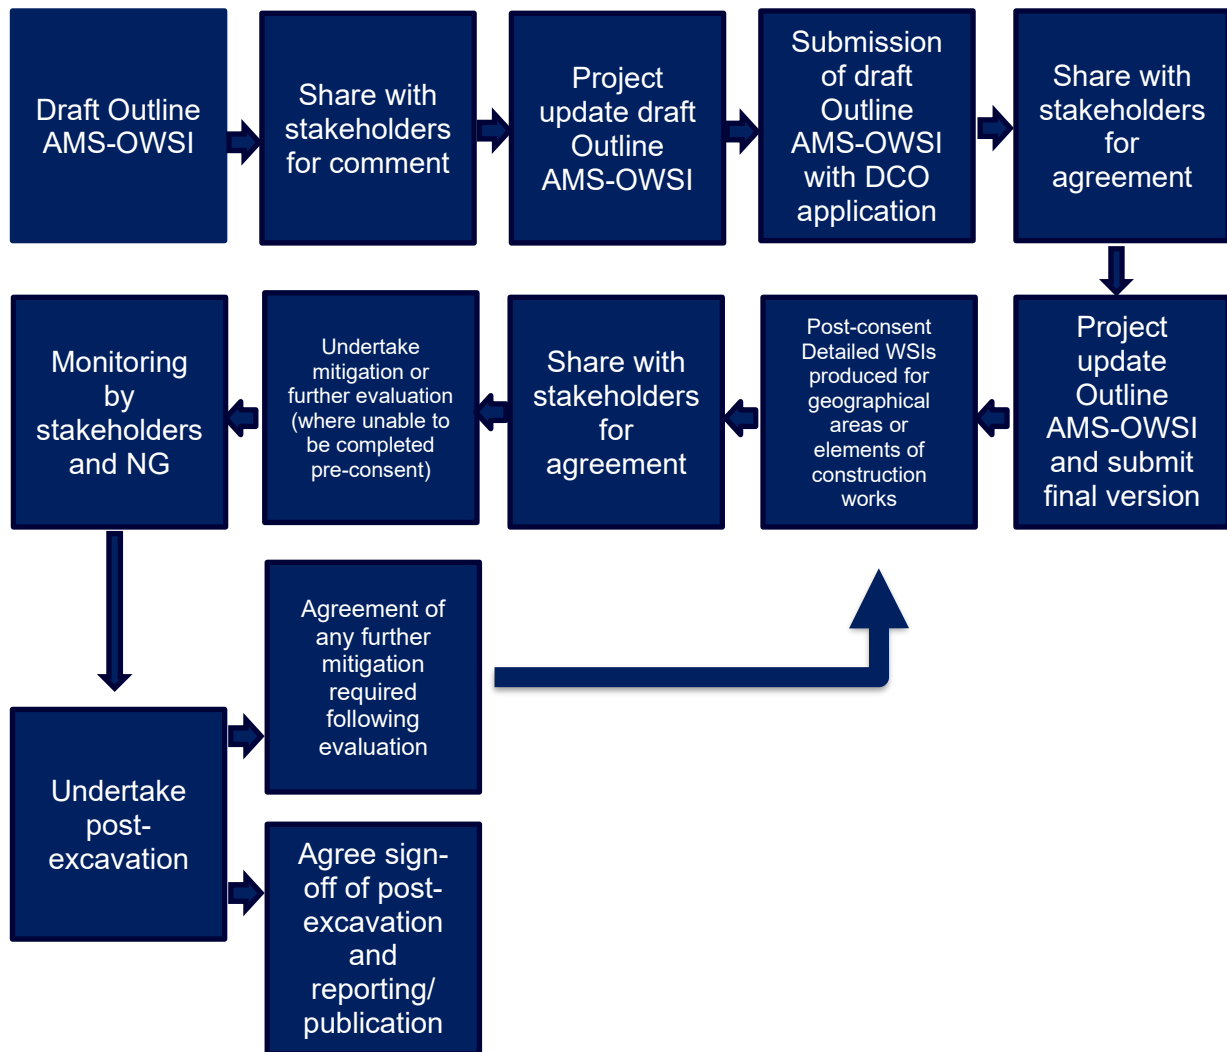 Draft Outline
AMS-OWSI
Share with
stakeholders
for comment
Project
update draft
Outline
AMS-OWSI
Submission
of draft
Outline
AMS-OWSI
with DCO
application
Share with
stakeholders
for
agreement
Project
update
Outline
AMS-OWSI
and submit
final version
Post-consent
Detailed WSIs
produced for
geographical
areas or
elements of
construction
works
Share with
stakeholders
for
agreement
Undertake
mitigation or
further evaluation
(where unable to
be completed
pre-consent)
Monitoring
by
stakeholders
and NG
Undertake
post-
excavation
Agreement of
any further
mitigation
required
following
evaluation
Agree sign-
off of post-
excavation
and
reporting/
publication